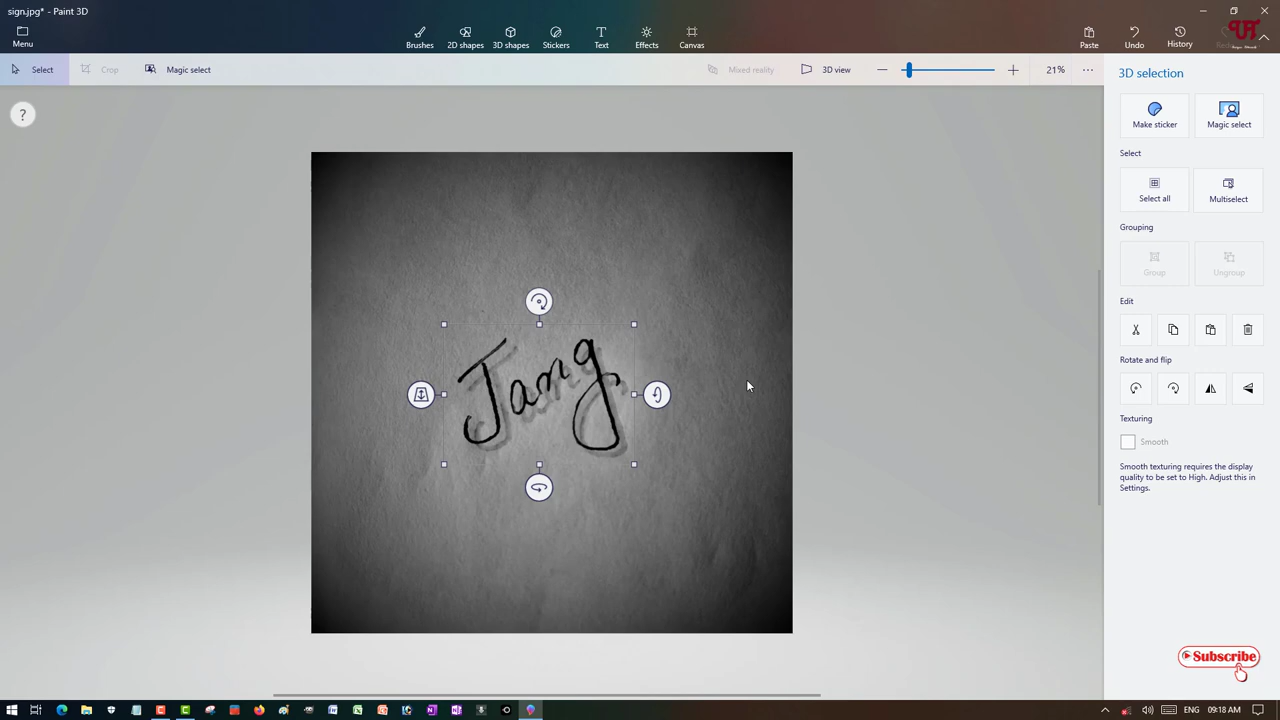 sign.jpg* - Paint 3D
Menu
Brushes
2D shapes
3D shapes
Stickers
Text
Effects
Canvas
Paste
Undo
History
Select
Crop
Magic select
Mixed reality
3D view
21%
3D selection
?
Make sticker
Magic select
Select
Select all
Multiselect
Grouping
Group
Ungroup
Edit
Jang
Rotate and flip
Texturing
Smooth
Smooth texturing requires the display
quality to be set to High. Adjust this in
Settings.
Subscribe
ENG
09:18 AM